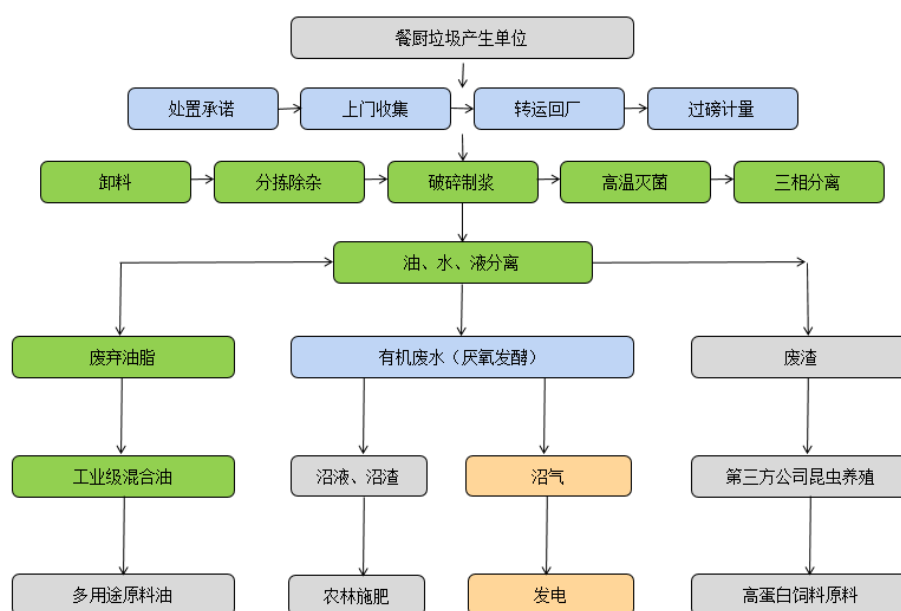 餐厨垃圾产生单位
处置承诺
上门收集
转运回厂
过磅计量
卸料
分拣除杂
破碎制浆
高温灭菌
三相分离
油、水、液分离
废弃油脂
有机废水（厌氧发酵）
废渣
工业级混合油
沼液、沼渣
沼气
第三方公司昆虫养殖
多用途原料油
农林施肥
发电
高蛋白饲料原料